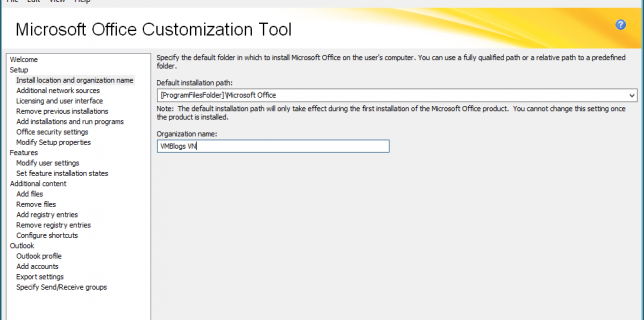 File Edit View Help
Microsoft Office Customization Tool
?
Welcome
Setup
Install location and organization name
Additional network sources
Licensing and user interface
Remove previous installations
Add installations and run programs
Office security settings
Modify Setup properties
Features
Modify user settings
Set feature installation states
Additional content
Add files
Remove files
Add registry entries
Remove registry entries
Configure shortcuts
Outlook
Outlook profile
Add accounts
Export settings
Specify Send/Receive groups
Specify the default folder in which to install Microsoft Office on the user's computer. You can use a fully qualified path or a relative path to a predefined
folder.
Default installation path:
[ProgramFilesFolder]\Microsoft Office
Note: The default installation path will only take effect during the first installation of the Microsoft Office product. You cannot change this setting once
the product is installed.
Organization name:
VMBlogs VN